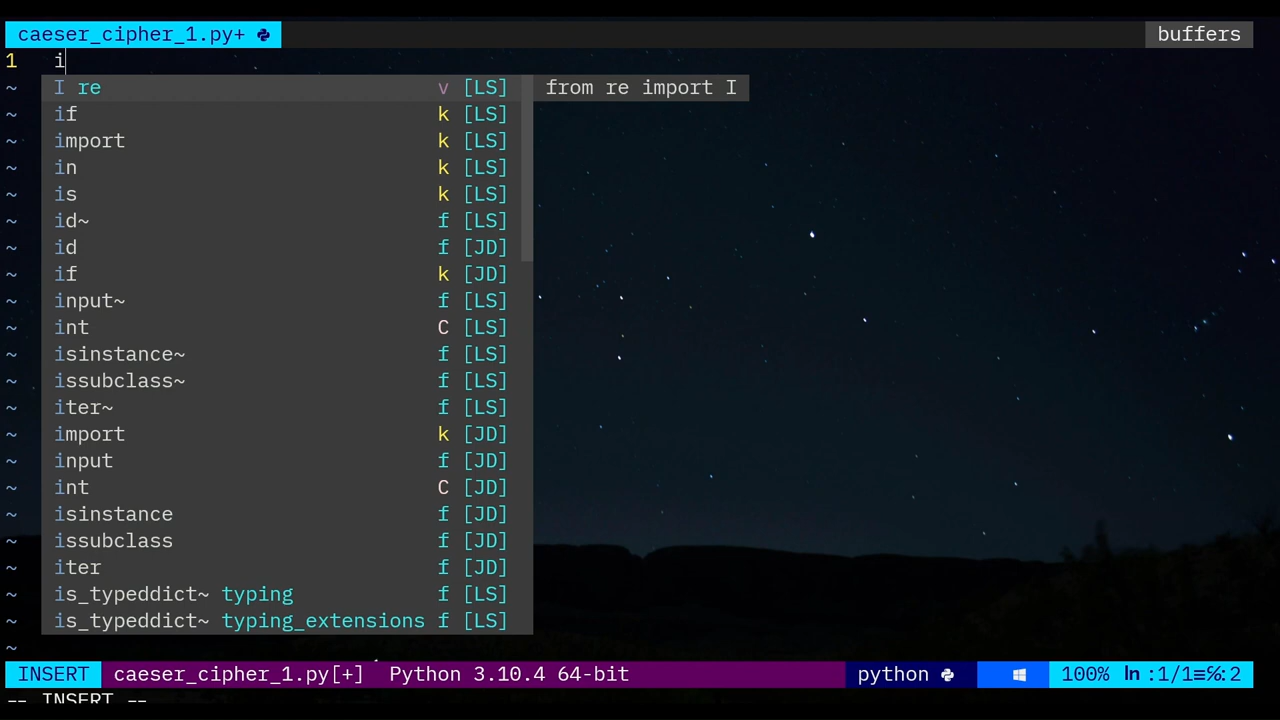 caeser_cipher_1.py+ buffers
1 i
~ I re v [LS] from re import I
~ if k [LS]
~ import k [LS]
~ in k [LS]
~ is k [LS]
~ id~ f [LS]
~ id f [JD]
~ if k [JD]
~ input~ f [LS]
~ int C [LS]
~ isinstance~ f [LS]
~ issubclass~ f [LS]
~ iter~ f [LS]
~ import k [JD]
~ input f [JD]
~ int C [JD]
~ isinstance f [JD]
~ issubclass f [JD]
~ iter f [JD]
~ is_typeddict~ typing f [LS]
~ is_typeddict~ typing_extensions f [LS]
~
INSERT caeser_cipher_1.py[+] Python 3.10.4 64-bit python 100% ln :1/1≡℅:2
-- INSERT --